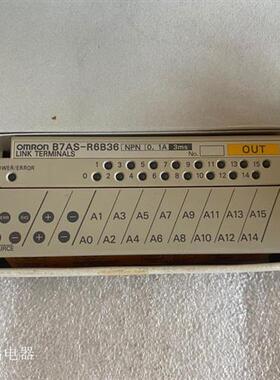 OMRON B7AS-R6B36 NPN 0.1A 3ms OUT
LINK TERMINALS No.
POWER/ERROR
1 3 5 7 9 11 13 15
0 2 4 6 8 10 12 14
A1 A3 A5 A7 A9 A11 A13 A15
A0 A2 A4 A6 A8 A10 A12 A14
电器